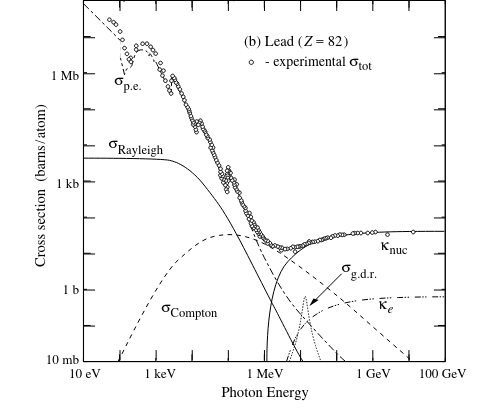 (b) Lead (Z = 82)
- experimental σtot
1 Mb
σp.e.
Cross section (barns/atom)
σRayleigh
1 kb
κnuc
σg.d.r.
1 b
κe
σCompton
10 mb
10 eV 1 keV 1 MeV 1 GeV 100 GeV
Photon Energy